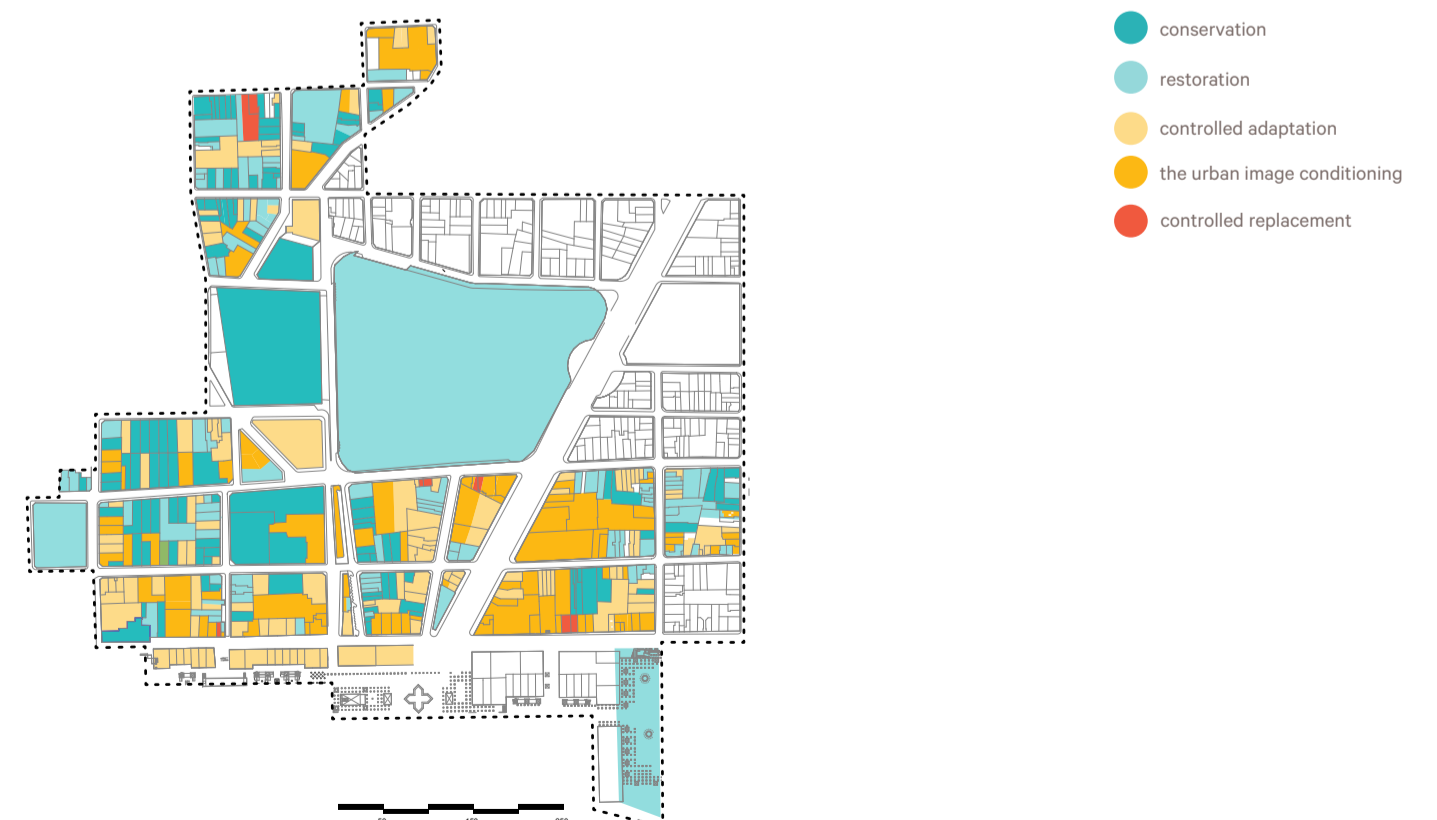 conservation
restoration
controlled adaptation
the urban image conditioning
controlled replacement